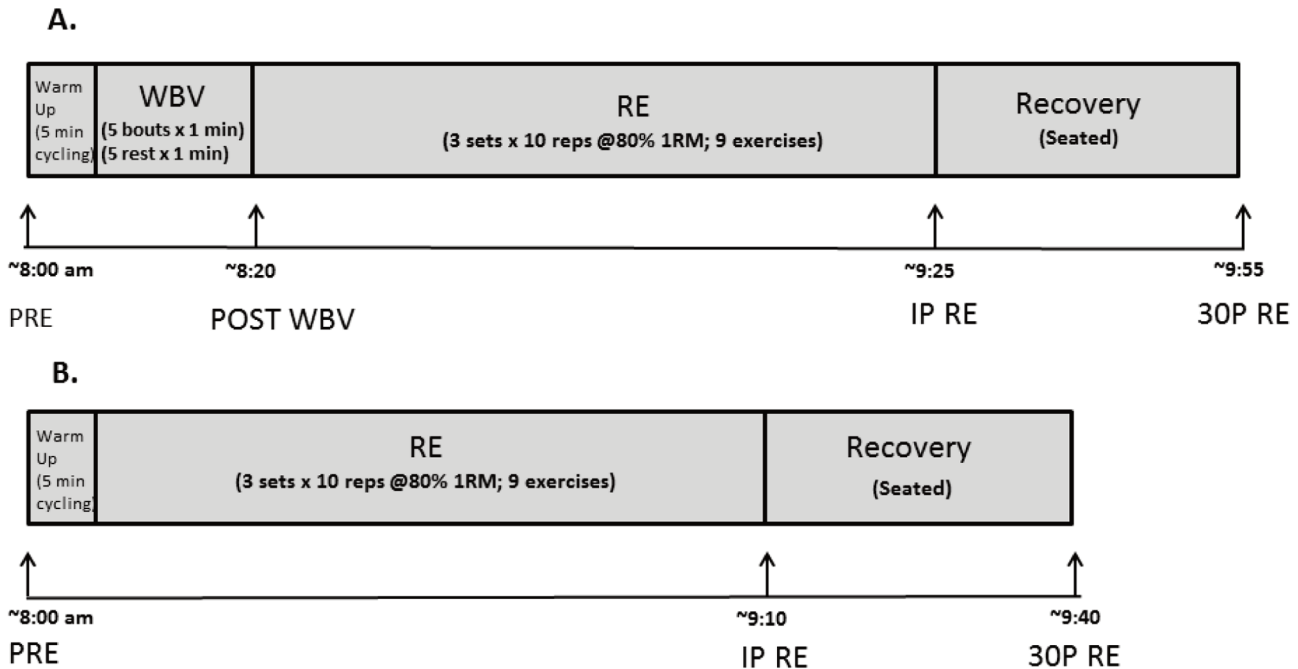 A.
Warm
Up
(5 min
cycling)
WBV
(5 bouts x 1 min)
(5 rest x 1 min)
RE
(3 sets x 10 reps @80% 1RM; 9 exercises)
Recovery
(Seated)
~8:00 am
~8:20
~9:25
~9:55
PRE
POST WBV
IP RE
30P RE
B.
Warm
Up
(5 min
cycling)
RE
(3 sets x 10 reps @80% 1RM; 9 exercises)
Recovery
(Seated)
~8:00 am
~9:10
~9:40
PRE
IP RE
30P RE